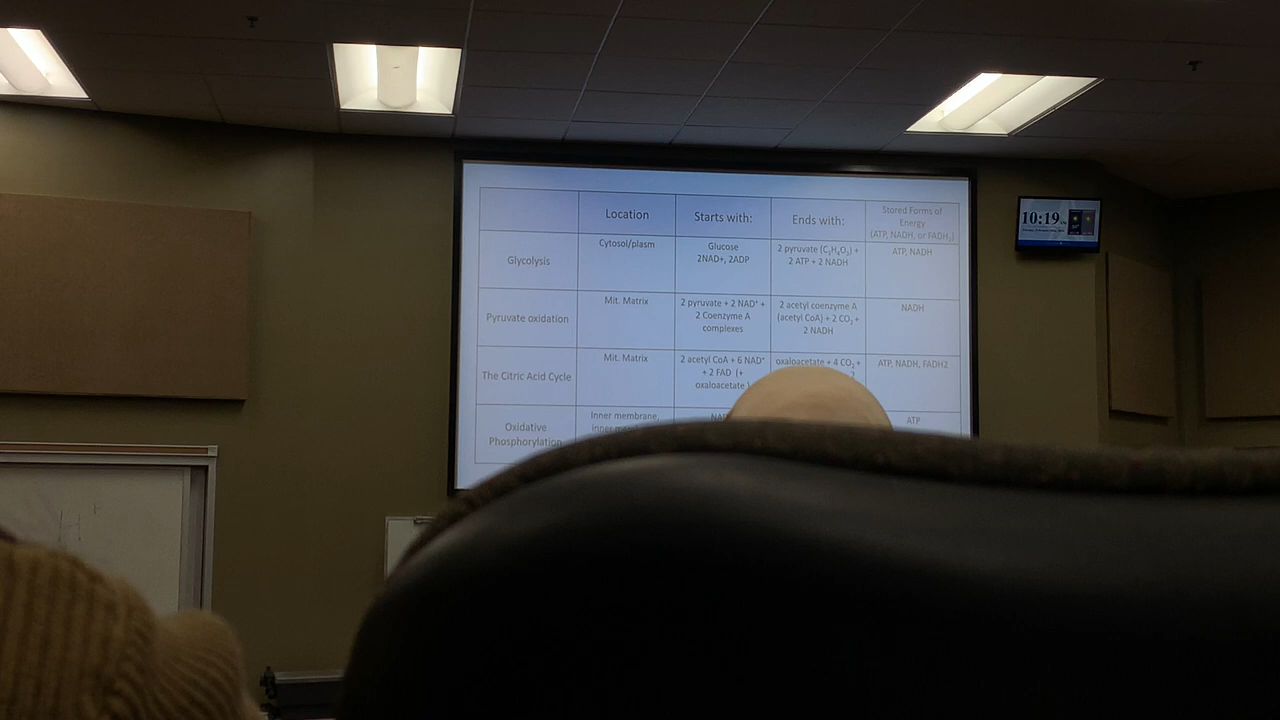 Location
Starts with:
Ends with:
Stored Forms of
Energy
(ATP, NADH, or FADH₂)
Glycolysis
Cytosol/plasm
Glucose
2NAD+, 2ADP
2 pyruvate (C₃H₄O₃) +
2 ATP + 2 NADH
ATP, NADH
Pyruvate oxidation
Mit. Matrix
2 pyruvate + 2 NAD⁺ +
2 Coenzyme A
complexes
2 acetyl coenzyme A
(acetyl CoA) + 2 CO₂ +
2 NADH
NADH
The Citric Acid Cycle
Mit. Matrix
2 acetyl CoA + 6 NAD⁺
+ 2 FAD (+
oxaloacetate
oxaloacetate + 4 CO₂ +
2
ATP, NADH, FADH2
Oxidative
Phosphorylation
Inner membrane,
inner
ATP
10:19